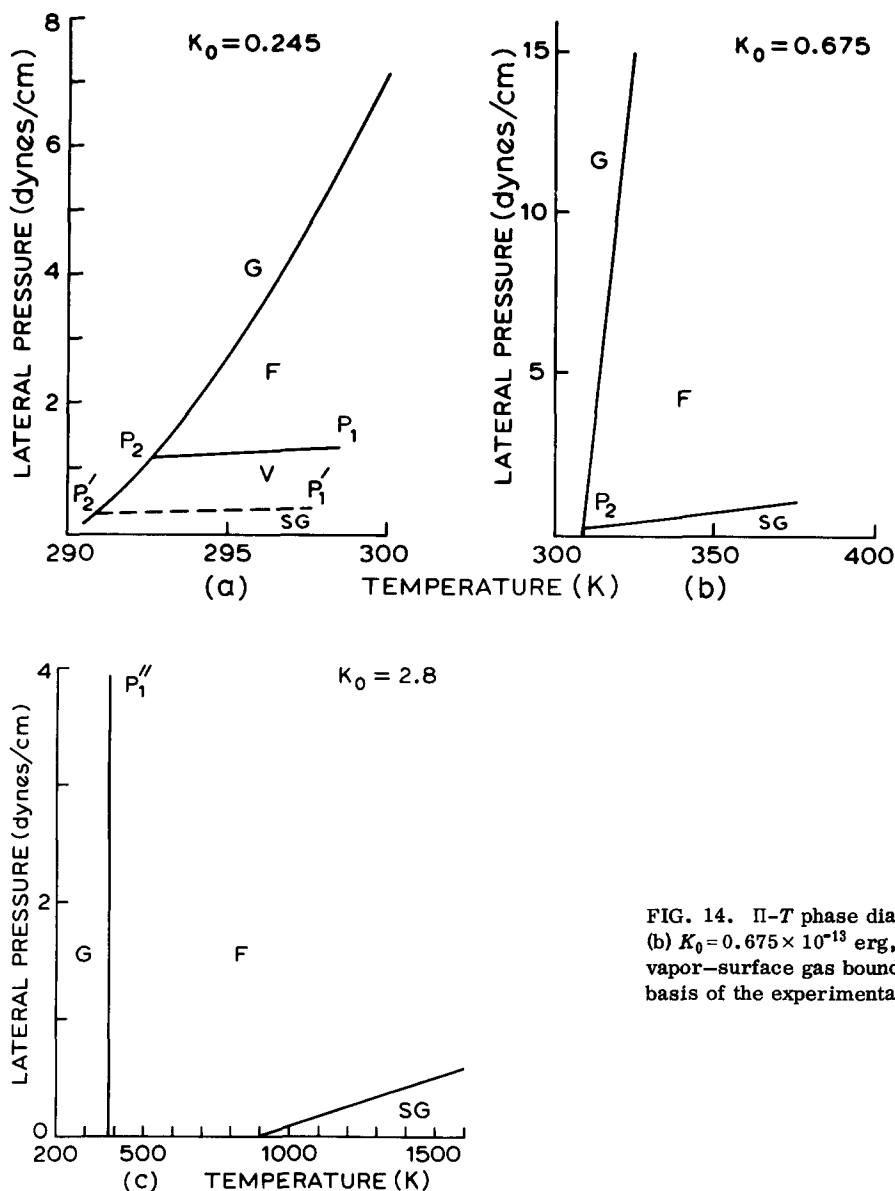 K₀ = 0.245
LATERAL PRESSURE (dynes/cm)
8
6
4
2
G
F
P₂
P₁
V
P₂′
P₁′
SG
290
295
300
(a)
K₀ = 0.675
LATERAL PRESSURE (dynes/cm)
15
10
5
G
F
P₂
SG
300
350
400
TEMPERATURE (K)
(b)
K₀ = 2.8
LATERAL PRESSURE (dynes/cm)
4
2
0
P₁″
G
F
SG
200
500
1000
1500
(c) TEMPERATURE (K)
FIG. 14. Π-T phase dia
(b) K₀ = 0.675 × 10⁻¹³ erg,
vapor–surface gas bound
basis of the experimenta